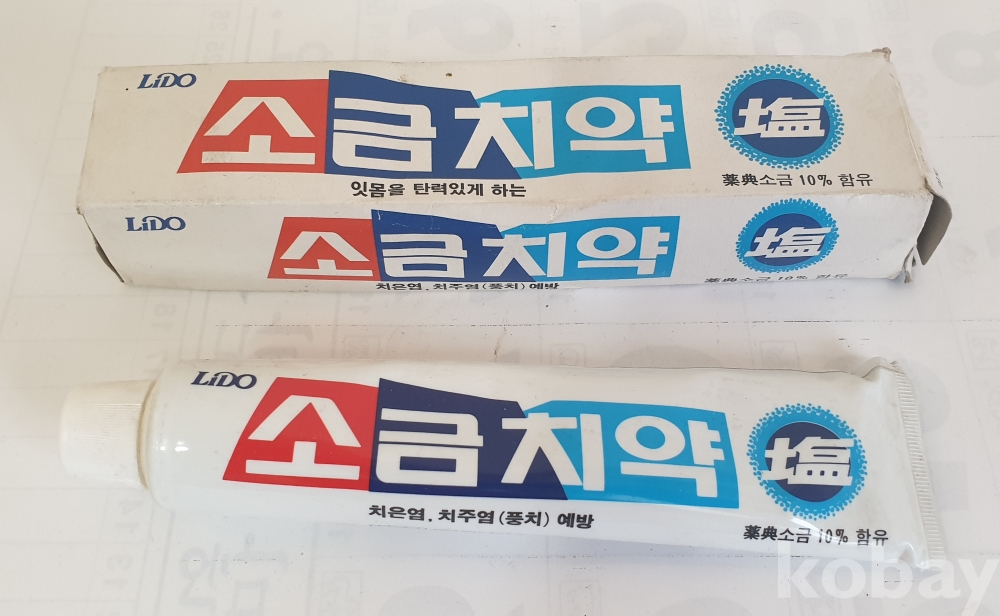 LiDO
소금치약
塩
잇몸을 탄력있게 하는
薬典소금 10% 함유
LiDO
소금치약
塩
치은염, 치주염(풍치) 예방
薬典소금 10% 함유
LiDO
소금치약
塩
치은염, 치주염(풍치) 예방
薬典소금 10% 함유
kobay